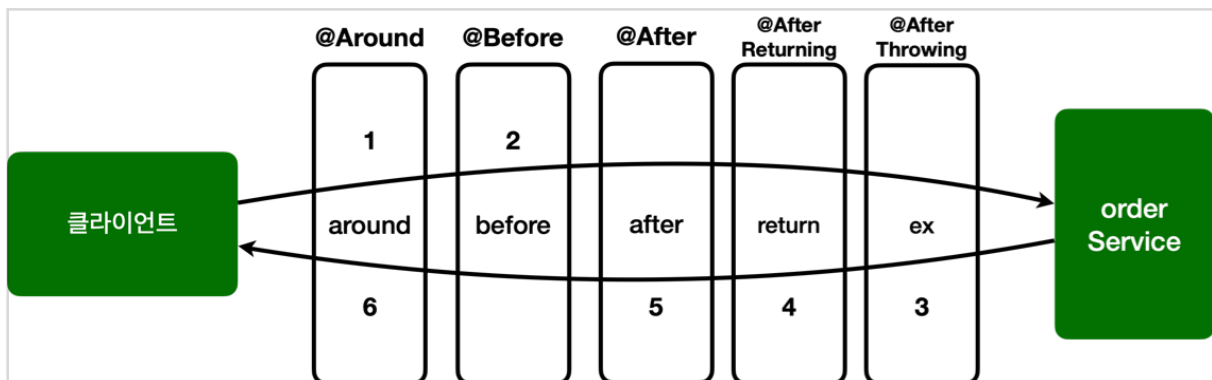 @Around
@Before
@After
@After
Returning
@After
Throwing
1
2
클라이언트
around
before
after
return
ex
order
Service
6
5
4
3